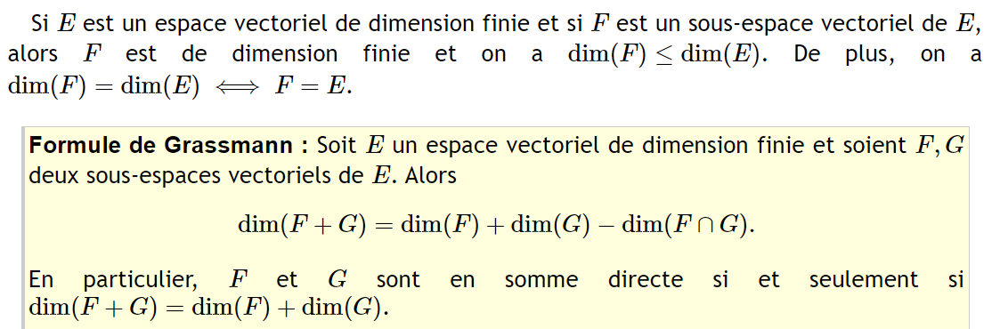 Si E est un espace vectoriel de dimension finie et si F est un sous-espace vectoriel de E,
alors F est de dimension finie et on a dim(F) ≤ dim(E). De plus, on a
dim(F) = dim(E) ⟺ F = E.
Formule de Grassmann : Soit E un espace vectoriel de dimension finie et soient F, G
deux sous-espaces vectoriels de E. Alors
dim(F + G) = dim(F) + dim(G) − dim(F ∩ G).
En particulier, F et G sont en somme directe si et seulement si
dim(F + G) = dim(F) + dim(G).